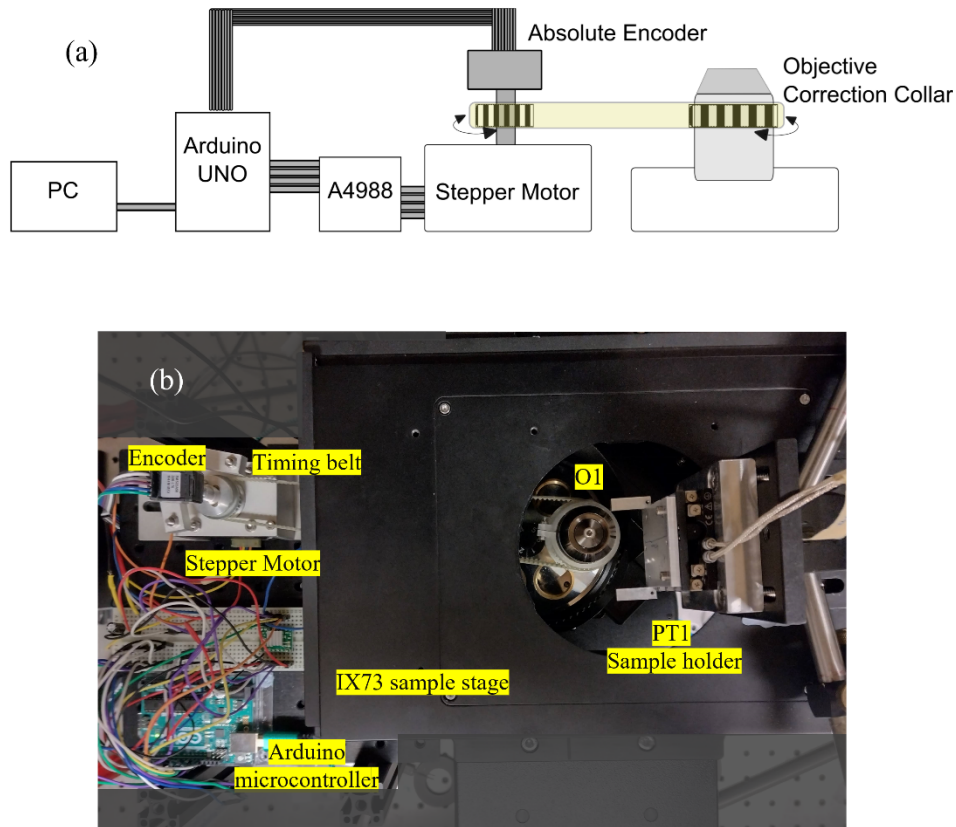 (a)
Absolute Encoder
Objective
Correction Collar
Arduino
UNO
PC
A4988
Stepper Motor
(b)
Encoder
Timing belt
O1
Stepper Motor
PT1
Sample holder
IX73 sample stage
Arduino
microcontroller